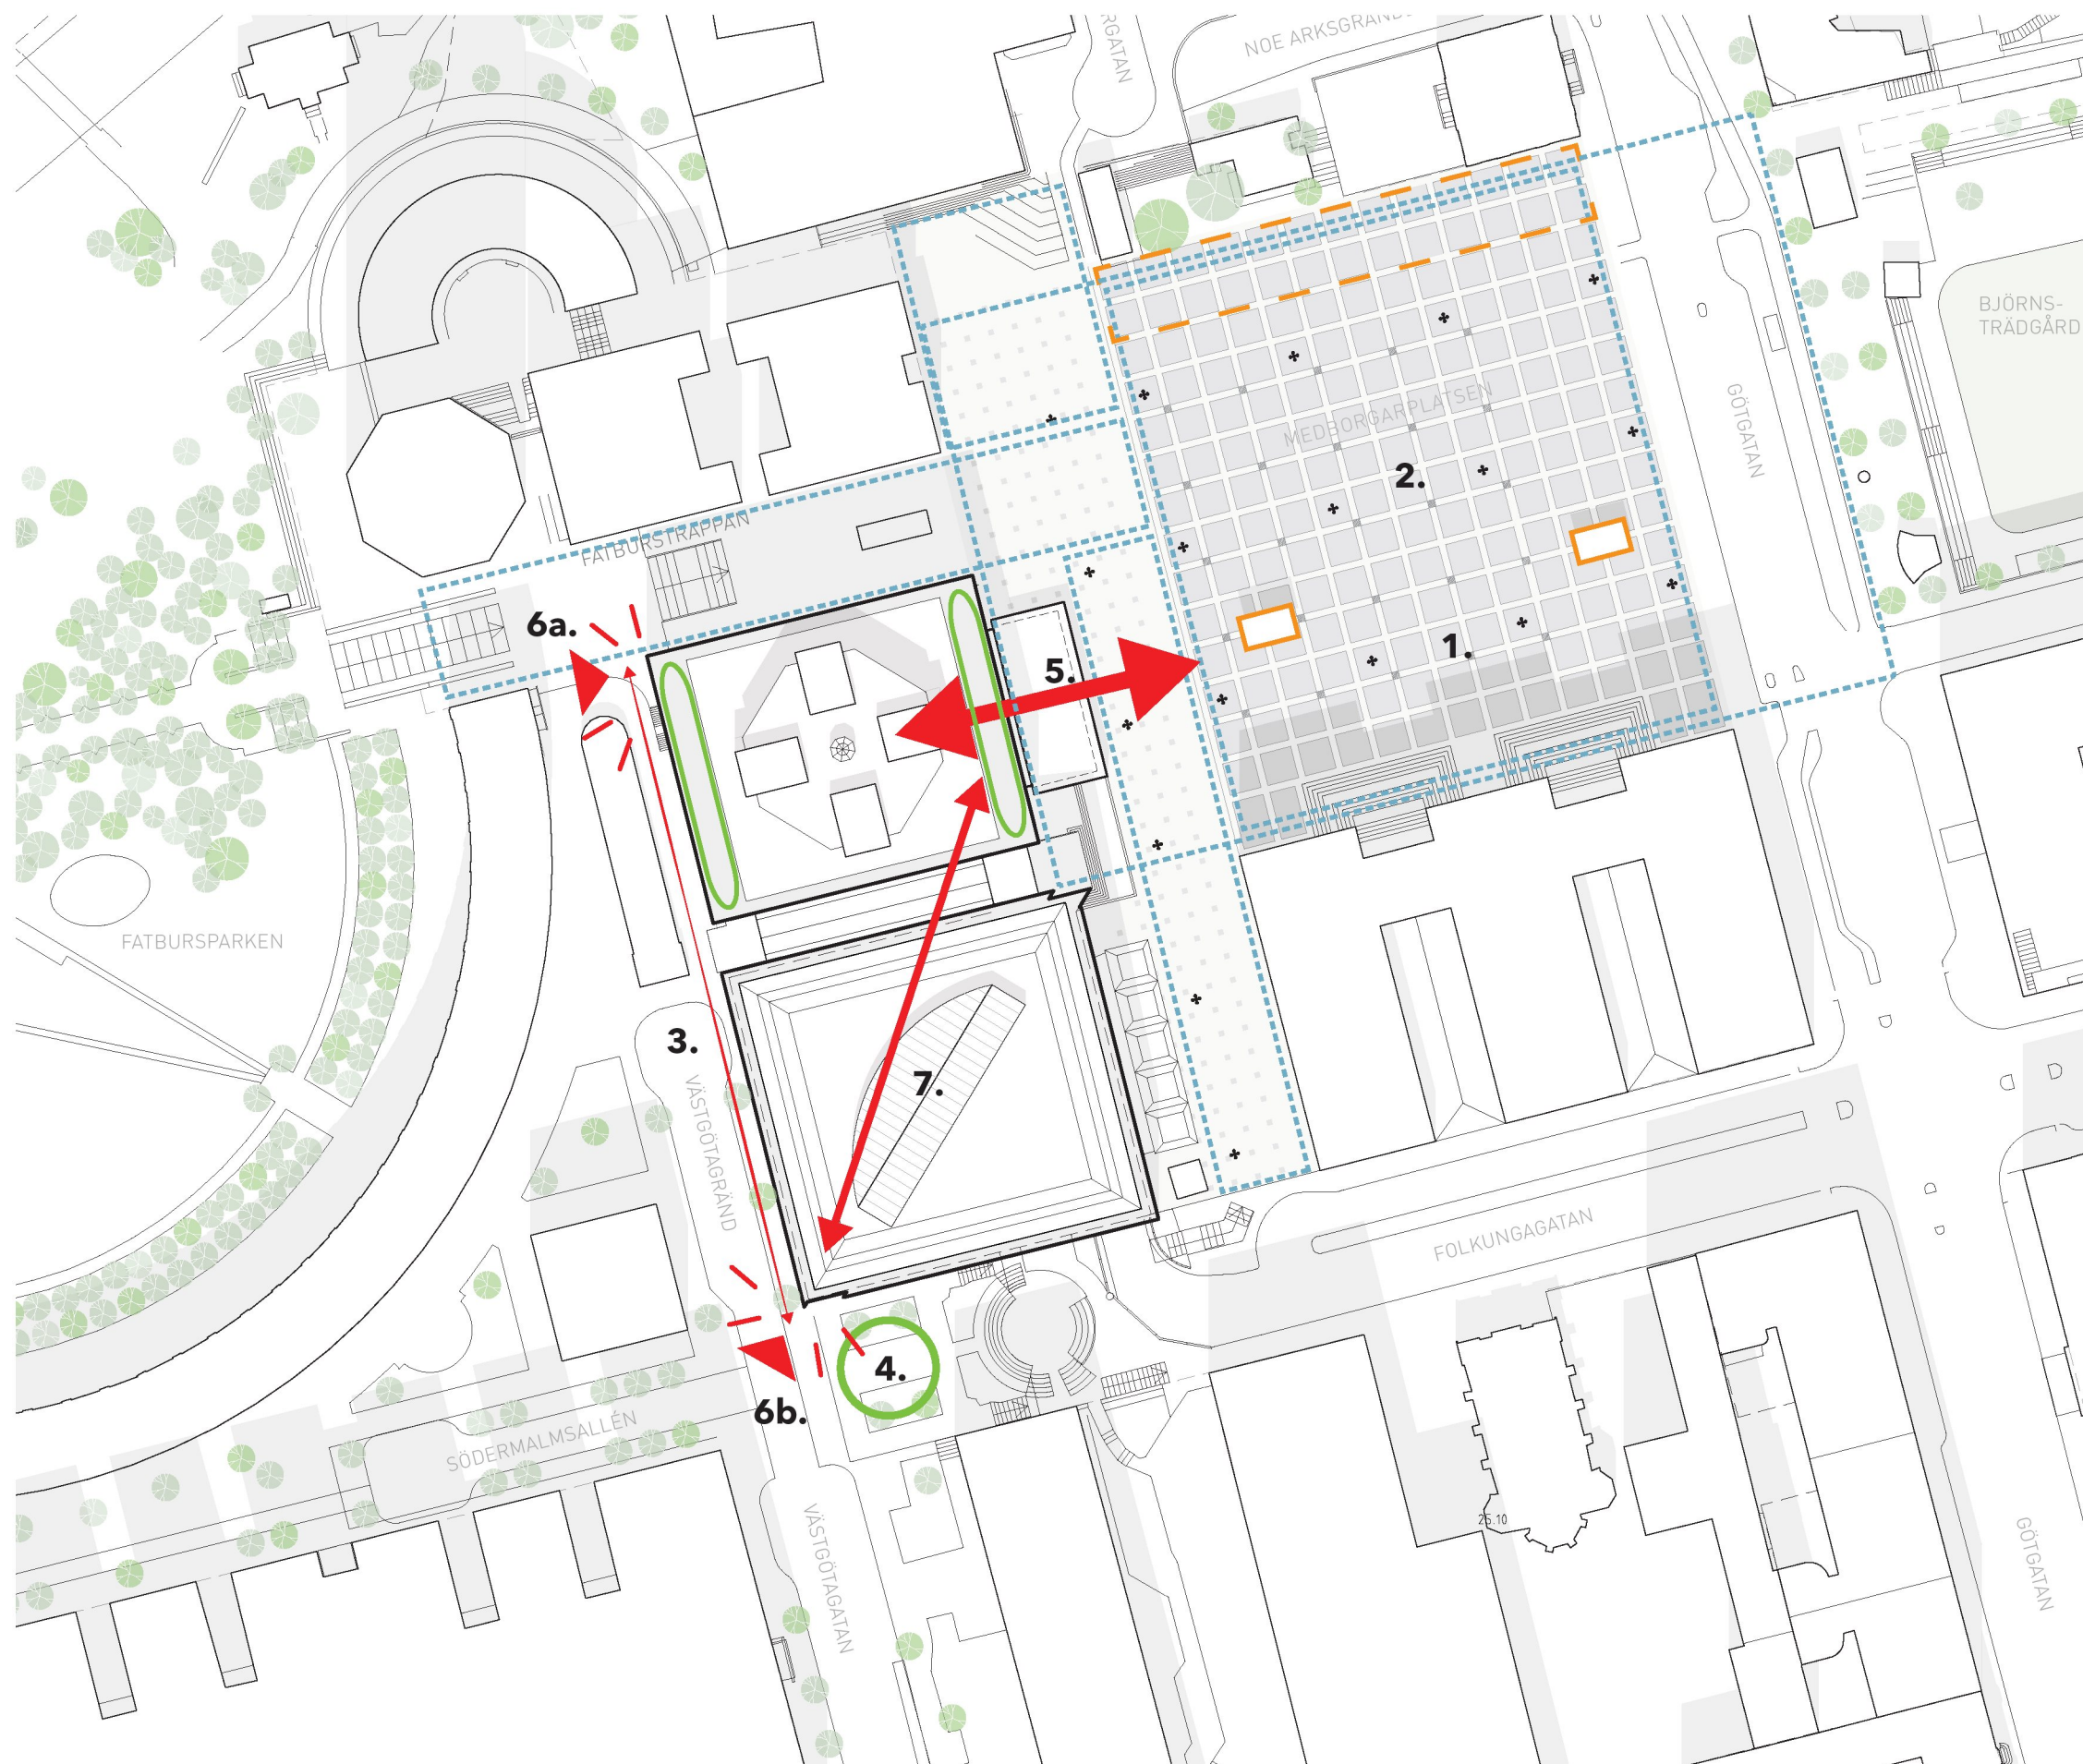 RGATAN
NOE ARKSGRÄND
BJÖRNS-
TRÄDGÅRD
GÖTGATAN
MEDBORGARPLATSEN
2.
FATBURSTRAPPAN
6a.
1.
5.
FATBURSPARKEN
3.
7.
VÄSTGÖTAGRÄND
FOLKUNGAGATAN
4.
6b.
SÖDERMALMSALLÉN
25.10
VÄSTGÖTAGATAN
GÖTGATAN